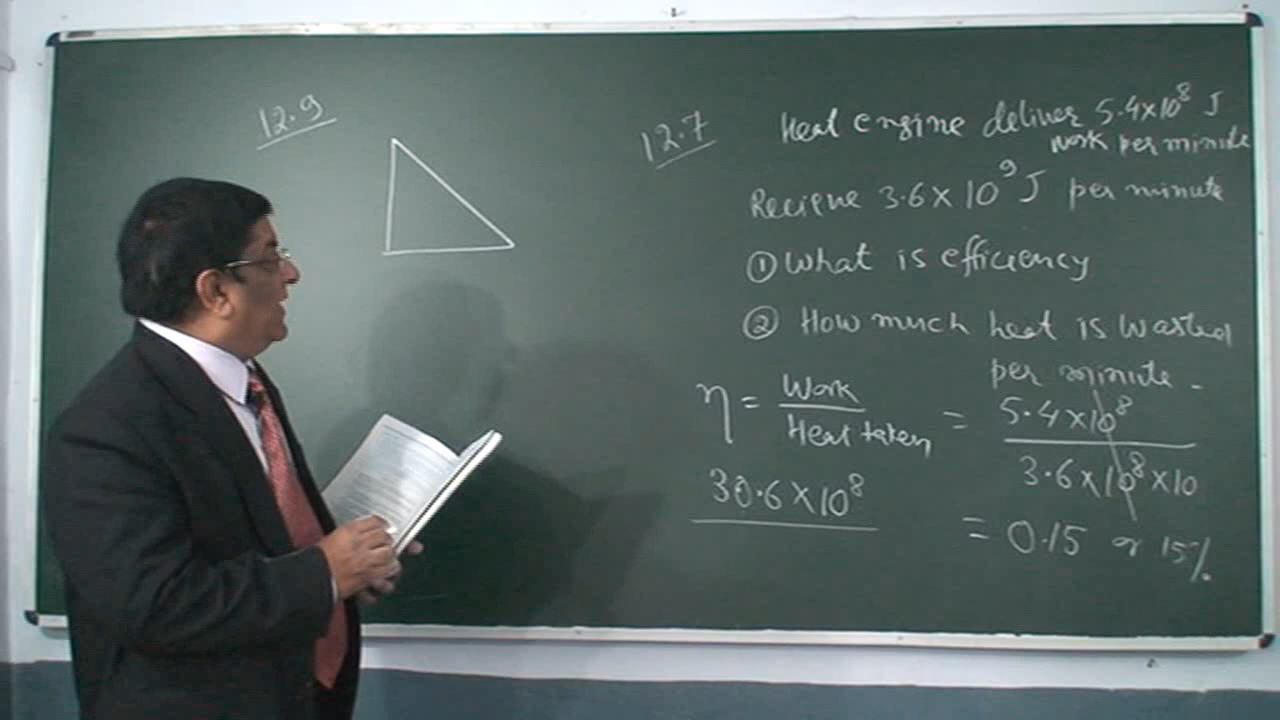 12.9
12.7
Heat engine deliver 5.4×10⁸ J
work per minute
Recieve 3.6 × 10⁹ J per minute
① What is efficiency
② How much heat is wasted
per minute -
η = Work / Heat taken = 5.4×10⁸ / 3.6×10⁸×10
30.6×10⁸
= 0.15 or 15%.